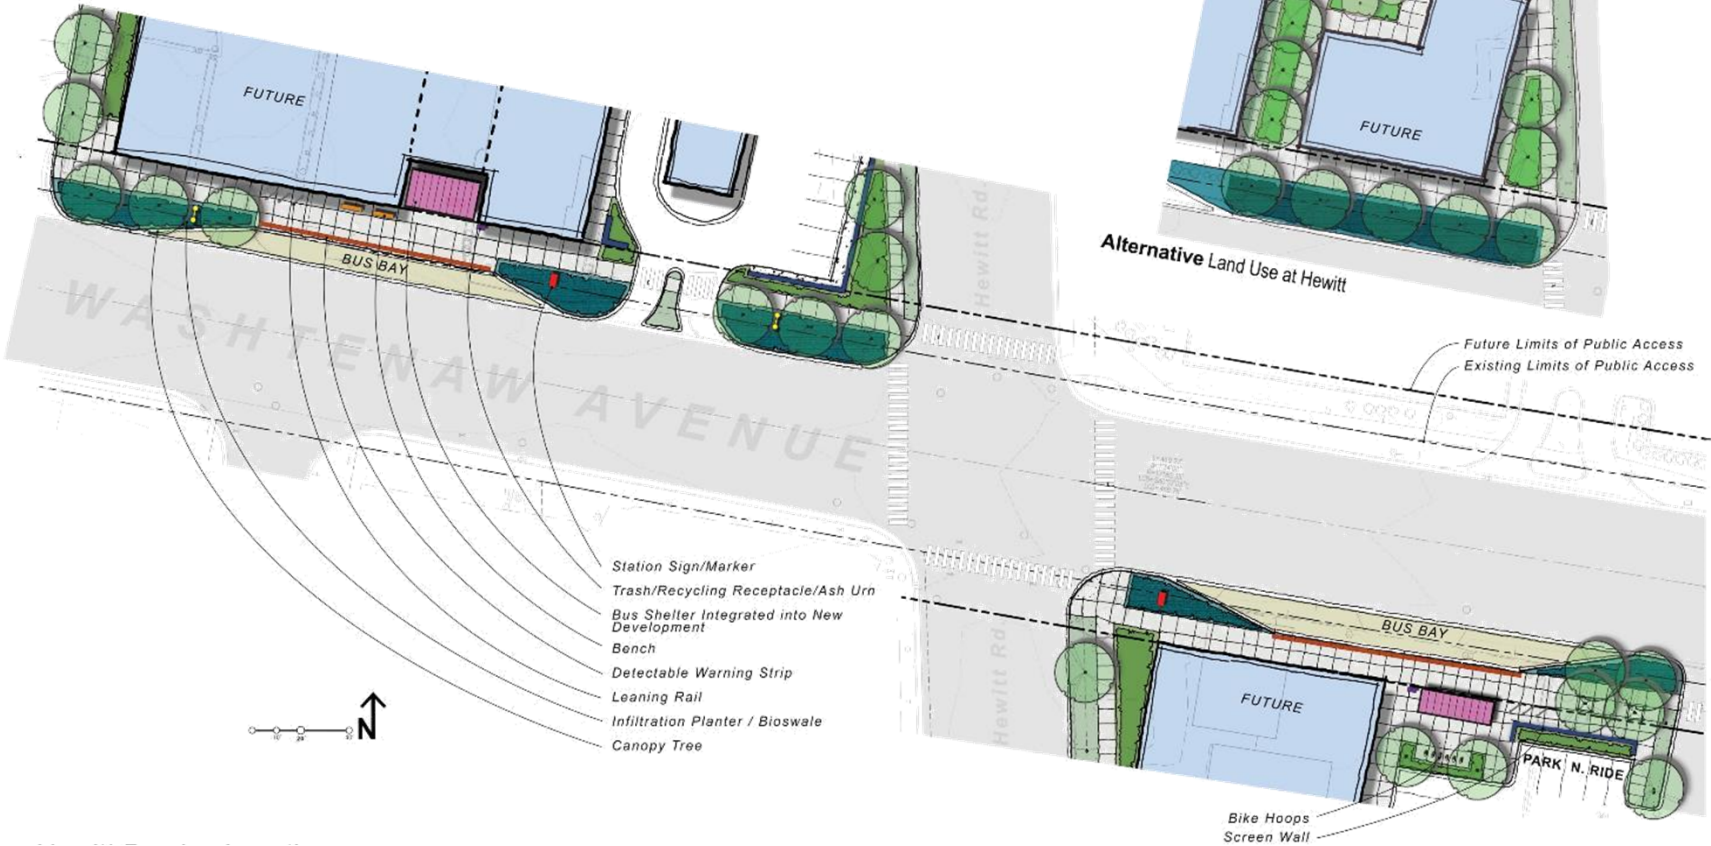 FUTURE
FUTURE
BUS BAY
Hewitt Rd.
Alternative Land Use at Hewitt
WASHTENAW AVENUE
Future Limits of Public Access
Existing Limits of Public Access
Station Sign/Marker
Trash/Recycling Receptacle/Ash Urn
Bus Shelter Integrated into New
Development
Bench
Detectable Warning Strip
Leaning Rail
Infiltration Planter / Bioswale
Canopy Tree
N
Hewitt Rd.
BUS BAY
FUTURE
PARK N. RIDE
Bike Hoops
Screen Wall